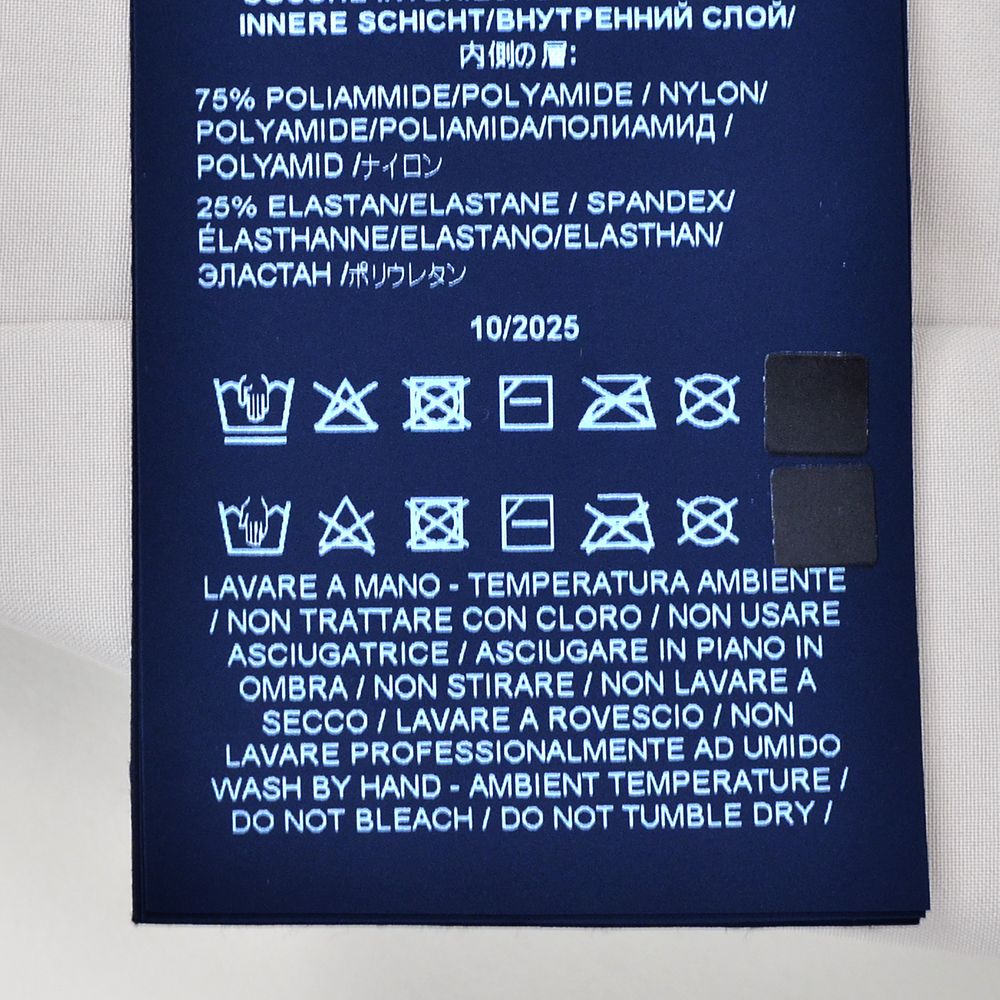 INNERE SCHICHT/ВНУТРЕННИЙ СЛОЙ/
内側の層:
75% POLIAMMIDE/POLYAMIDE / NYLON/
POLYAMIDE/POLIAMIDA/ПОЛИАМИД /
POLYAMID /ナイロン
25% ELASTAN/ELASTANE / SPANDEX/
ÉLASTHANNE/ELASTANO/ELASTHAN/
ЭЛАСТАН /ポリウレタン
10/2025
LAVARE A MANO - TEMPERATURA AMBIENTE
/ NON TRATTARE CON CLORO / NON USARE
ASCIUGATRICE / ASCIUGARE IN PIANO IN
OMBRA / NON STIRARE / NON LAVARE A
SECCO / LAVARE A ROVESCIO / NON
LAVARE PROFESSIONALMENTE AD UMIDO
WASH BY HAND - AMBIENT TEMPERATURE /
DO NOT BLEACH / DO NOT TUMBLE DRY /